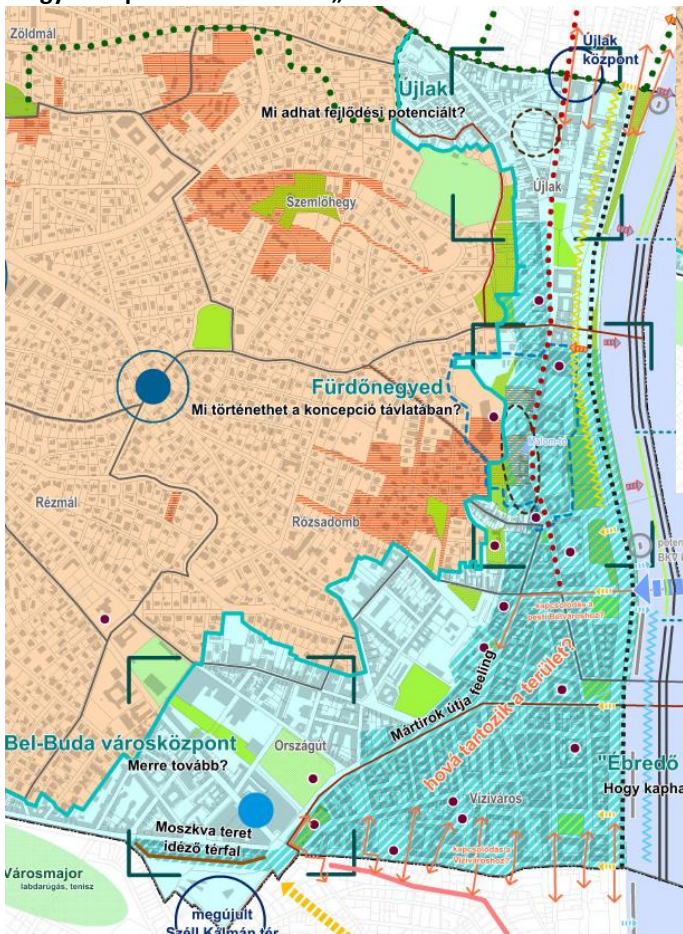 Zöldmál
Újlak
központ
Újlak
Mi adhat fejlődési potenciált?
Újlak
Szemlőhegy
Fürdőnegyed
Mi történhet a koncepció távlatában?
Malom-tó
Rézmál
Rózsadomb
BKV
kapcsolódás a
pesti Belvároshoz?
Mártírok útja feeling
hová tartozik a terület?
Bel-Buda városközpont
Merre tovább?
Országút
"Ébredő
Hogy kapha
Víziváros
Moszkva teret
idéző térfal
kapcsolódás a
Vízivároshoz?
Városmajor
labdarúgás, tenisz
megújult
Széll Kálmán tér